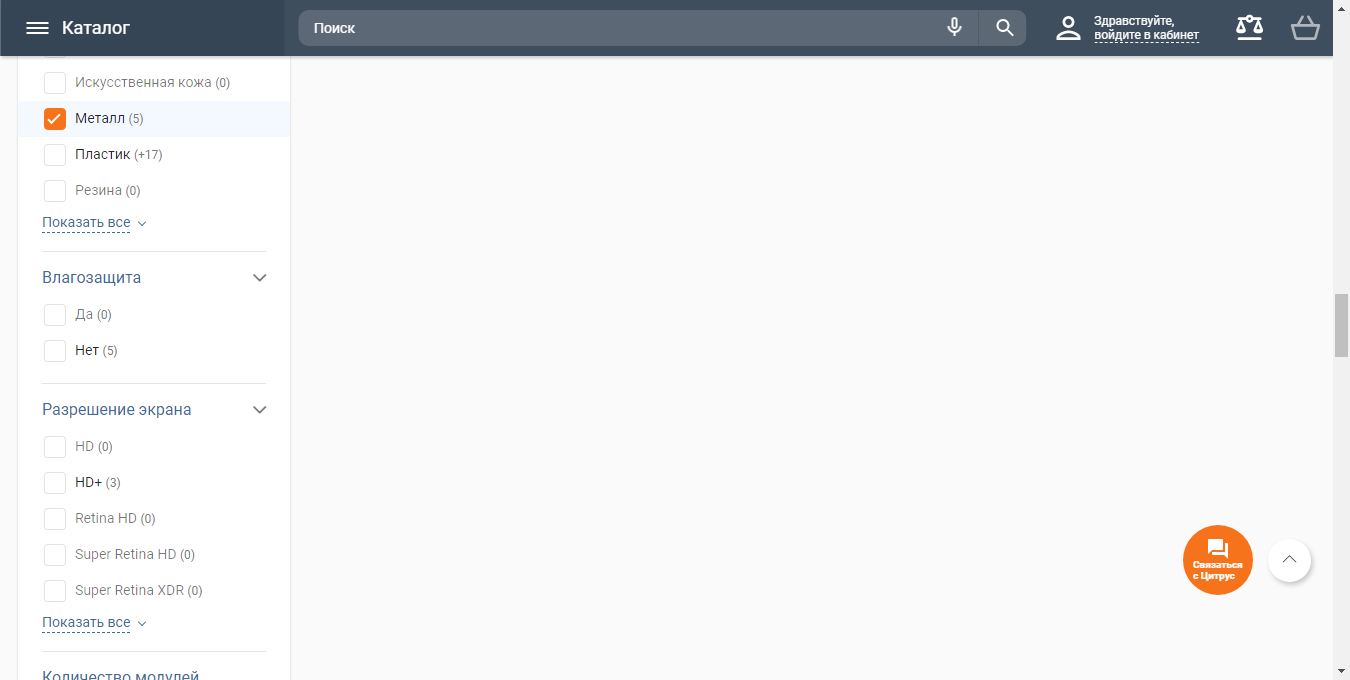 Каталог
Поиск
Здравствуйте,
войдите в кабинет
Искусственная кожа (0)
Металл (5)
Пластик (+17)
Резина (0)
Показать все
Влагозащита
Да (0)
Нет (5)
Разрешение экрана
HD (0)
HD+ (3)
Retina HD (0)
Super Retina HD (0)
Super Retina XDR (0)
Показать все
Количество модулей
Связаться
с Цитрус